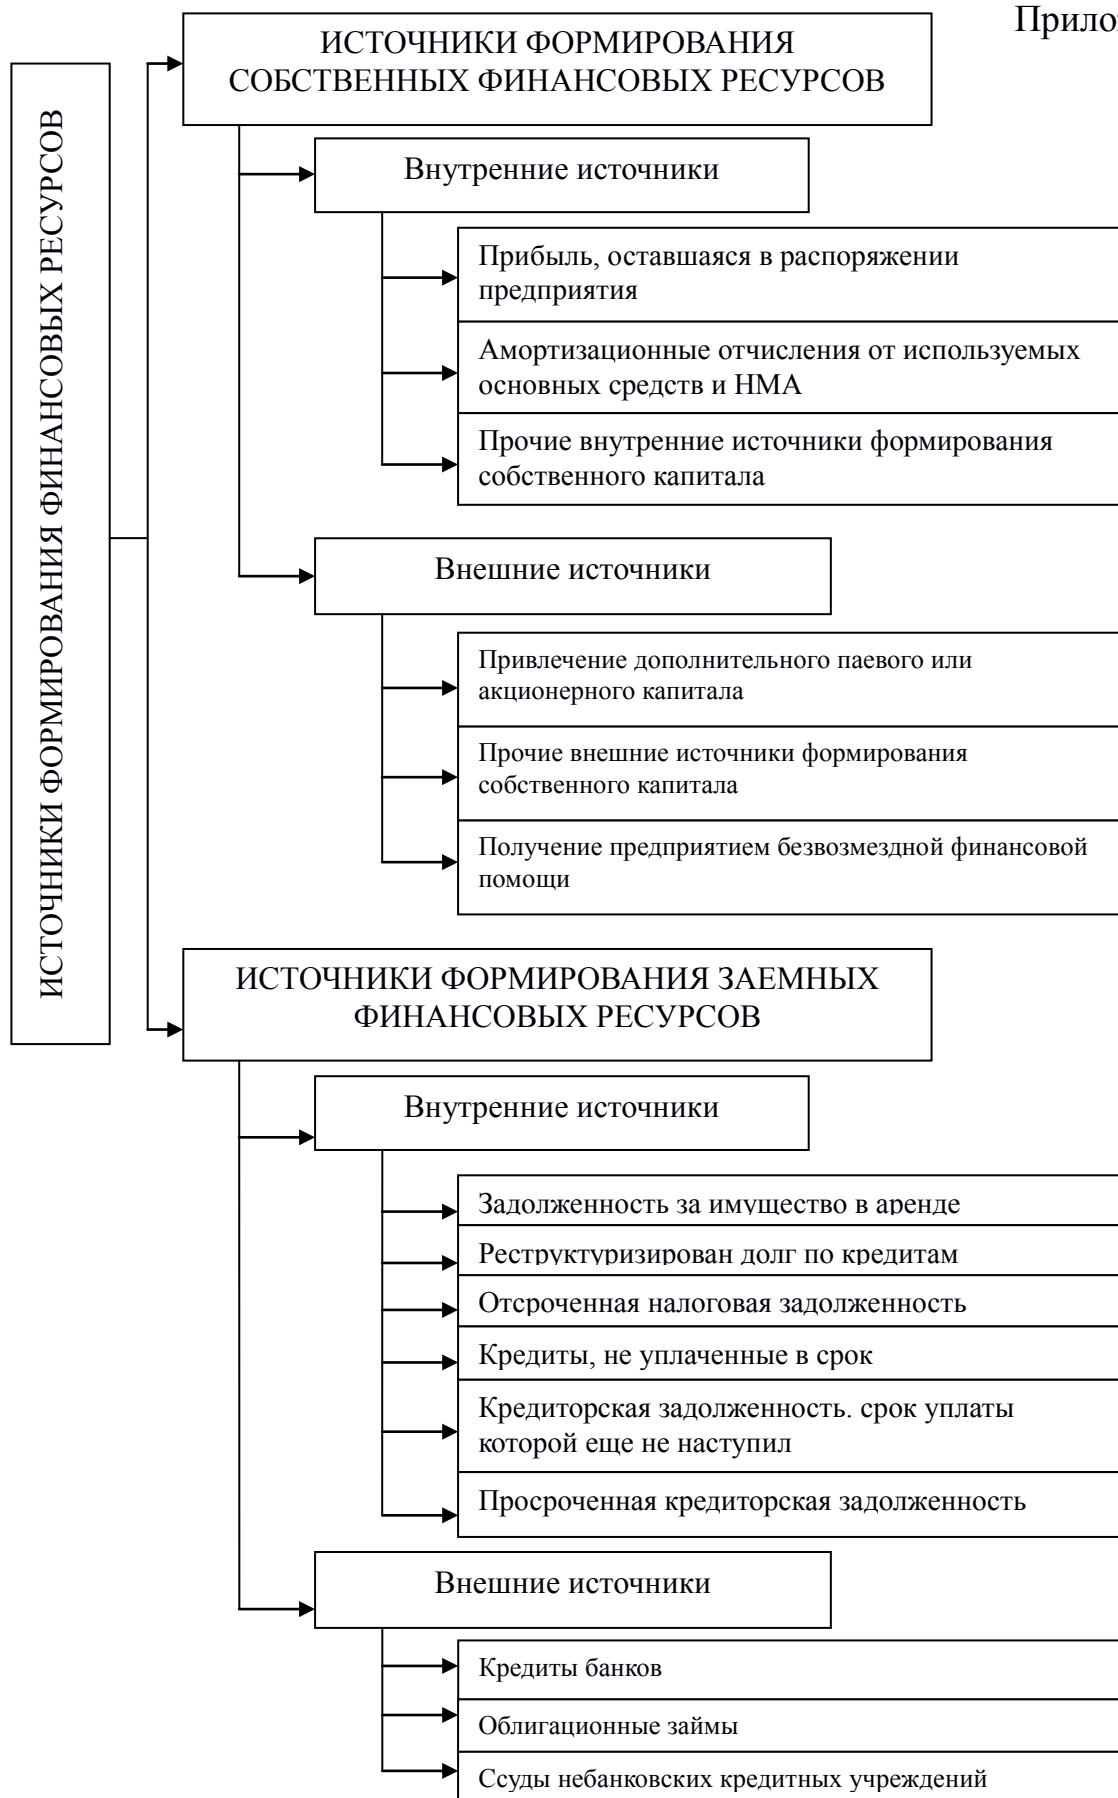 Прило
ИСТОЧНИКИ ФОРМИРОВАНИЯ ФИНАНСОВЫХ РЕСУРСОВ
ИСТОЧНИКИ ФОРМИРОВАНИЯ
СОБСТВЕННЫХ ФИНАНСОВЫХ РЕСУРСОВ
Внутренние источники
Прибыль, оставшаяся в распоряжении
предприятия
Амортизационные отчисления от используемых
основных средств и НМА
Прочие внутренние источники формирования
собственного капитала
Внешние источники
Привлечение дополнительного паевого или
акционерного капитала
Прочие внешние источники формирования
собственного капитала
Получение предприятием безвозмездной финансовой
помощи
ИСТОЧНИКИ ФОРМИРОВАНИЯ ЗАЕМНЫХ
ФИНАНСОВЫХ РЕСУРСОВ
Внутренние источники
Задолженность за имущество в аренде
Реструктуризирован долг по кредитам
Отсроченная налоговая задолженность
Кредиты, не уплаченные в срок
Кредиторская задолженность. срок уплаты
которой еще не наступил
Просроченная кредиторская задолженность
Внешние источники
Кредиты банков
Облигационные займы
Ссуды небанковских кредитных учреждений